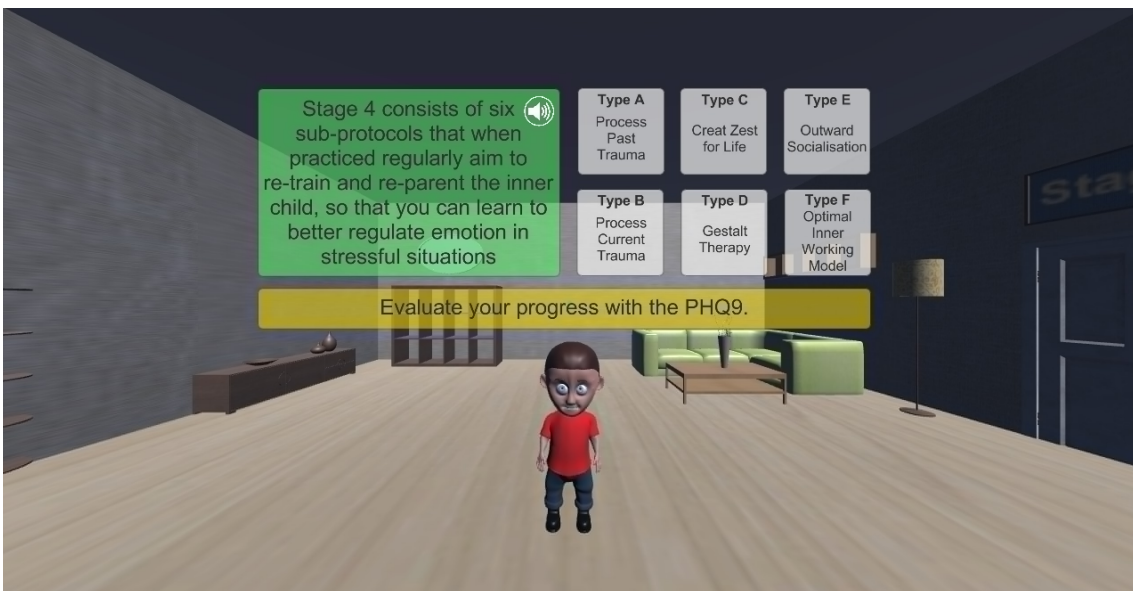 Stage 4 consists of six
sub-protocols that when
practiced regularly aim to
re-train and re-parent the inner
child, so that you can learn to
better regulate emotion in
stressful situations
Type A
Process
Past
Trauma
Type C
Creat Zest
for Life
Type E
Outward
Socialisation
Type B
Process
Current
Trauma
Type D
Gestalt
Therapy
Type F
Optimal
Inner
Working
Model
Evaluate your progress with the PHQ9.